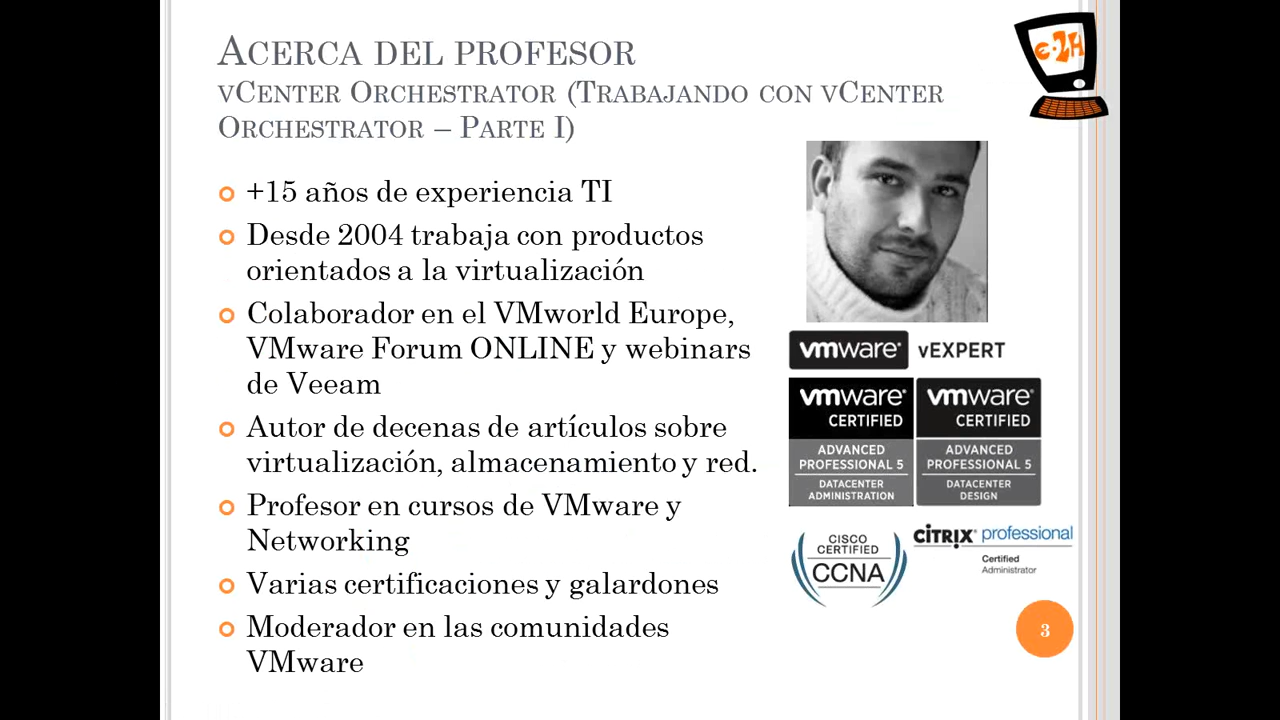 Acerca del profesor
vCenter Orchestrator (Trabajando con vCenter
Orchestrator – Parte I)
e-2H
+15 años de experiencia TI
Desde 2004 trabaja con productos
orientados a la virtualización
Colaborador en el VMworld Europe,
VMware Forum ONLINE y webinars
de Veeam
Autor de decenas de artículos sobre
virtualización, almacenamiento y red.
Profesor en cursos de VMware y
Networking
Varias certificaciones y galardones
Moderador en las comunidades
VMware
vmware® vEXPERT
vmware®
CERTIFIED
ADVANCED
PROFESSIONAL 5
DATACENTER
ADMINISTRATION
vmware®
CERTIFIED
ADVANCED
PROFESSIONAL 5
DATACENTER
DESIGN
CISCO
CERTIFIED
CCNA
CITRIX® professional
Certified
Administrator
3